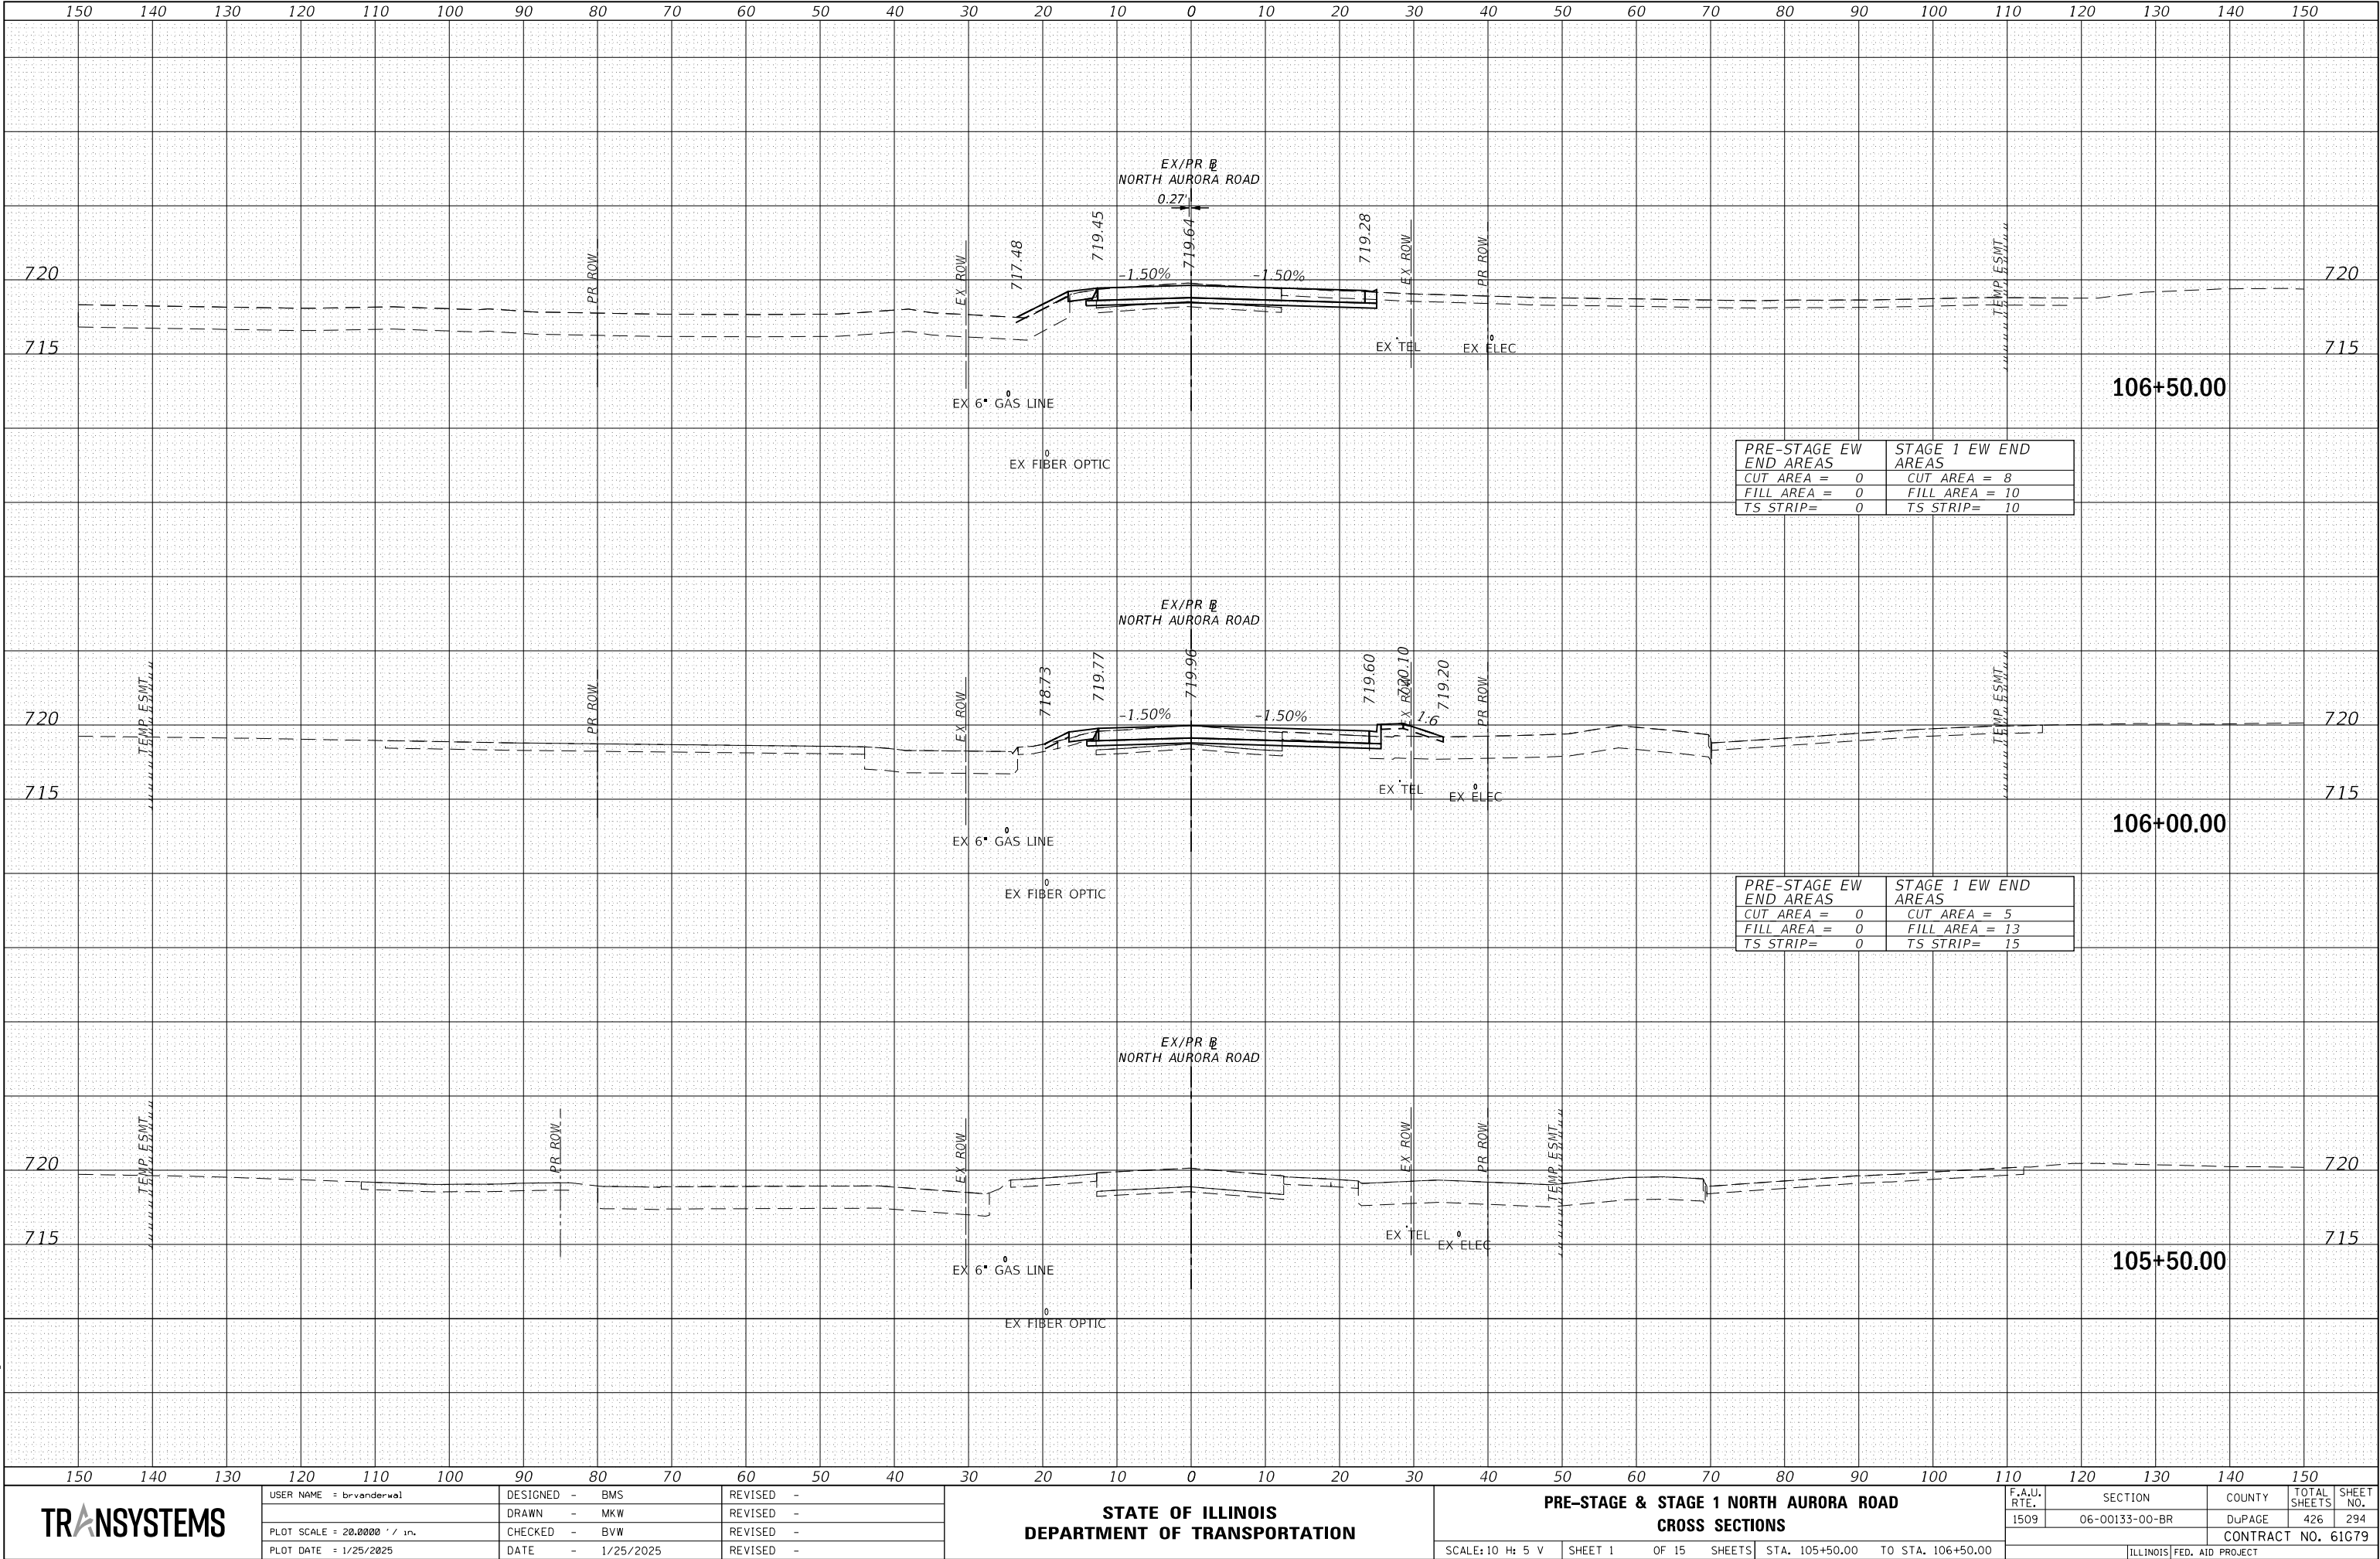 150 140 130 120 110 100 90 80 70 60 50 40 30 20 10 0 10 20 30 40 50 60 70 80 90 100 110 120 130 140 150
EX/PR BL
NORTH AURORA ROAD
0.27'
717.48
719.45
719.64
719.28
-1.50%
-1.50%
PR ROW
EX ROW
EX ROW
PR ROW
TEMP ESMT
720
720
715
715
EX TEL
EX ELEC
EX 6" GAS LINE
EX FIBER OPTIC
106+50.00
PRE-STAGE EW END AREAS
STAGE 1 EW END AREAS
CUT AREA = 0
CUT AREA = 8
FILL AREA = 0
FILL AREA = 10
TS STRIP= 0
TS STRIP= 10
EX/PR BL
NORTH AURORA ROAD
718.73
719.77
719.96
719.60
720.10
719.20
-1.50%
-1.50%
1:6
TEMP ESMT
PR ROW
EX ROW
EX ROW
PR ROW
TEMP ESMT
720
720
715
715
EX TEL
EX ELEC
EX 6" GAS LINE
EX FIBER OPTIC
106+00.00
PRE-STAGE EW END AREAS
STAGE 1 EW END AREAS
CUT AREA = 0
CUT AREA = 5
FILL AREA = 0
FILL AREA = 13
TS STRIP= 0
TS STRIP= 15
EX/PR BL
NORTH AURORA ROAD
TEMP ESMT
PR ROW
EX ROW
EX ROW
PR ROW
TEMP ESMT
720
720
715
715
EX TEL
EX ELEC
EX 6" GAS LINE
EX FIBER OPTIC
105+50.00
150 140 130 120 110 100 90 80 70 60 50 40 30 20 10 0 10 20 30 40 50 60 70 80 90 100 110 120 130 140 150
TRANSYSTEMS
USER NAME = brvanderwal
PLOT SCALE = 20.0000 ' / in.
PLOT DATE = 1/25/2025
DESIGNED - BMS
DRAWN - MKW
CHECKED - BVW
DATE - 1/25/2025
REVISED -
REVISED -
REVISED -
REVISED -
STATE OF ILLINOIS
DEPARTMENT OF TRANSPORTATION
PRE-STAGE & STAGE 1 NORTH AURORA ROAD
CROSS SECTIONS
SCALE: 10 H: 5 V
SHEET 1 OF 15 SHEETS
STA. 105+50.00 TO STA. 106+50.00
F.A.U. RTE.
SECTION
COUNTY
TOTAL SHEETS
SHEET NO.
1509
06-00133-00-BR
DuPAGE
426
294
CONTRACT NO. 61G79
ILLINOIS FED. AID PROJECT